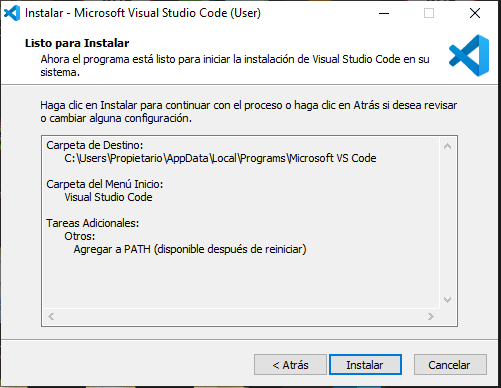 Instalar - Microsoft Visual Studio Code (User)
Listo para Instalar
Ahora el programa está listo para iniciar la instalación de Visual Studio Code en su
sistema.
Haga clic en Instalar para continuar con el proceso o haga clic en Atrás si desea revisar
o cambiar alguna configuración.
Carpeta de Destino:
C:\Users\Propietario\AppData\Local\Programs\Microsoft VS Code
Carpeta del Menú Inicio:
Visual Studio Code
Tareas Adicionales:
Otros:
Agregar a PATH (disponible después de reiniciar)
< Atrás Instalar Cancelar